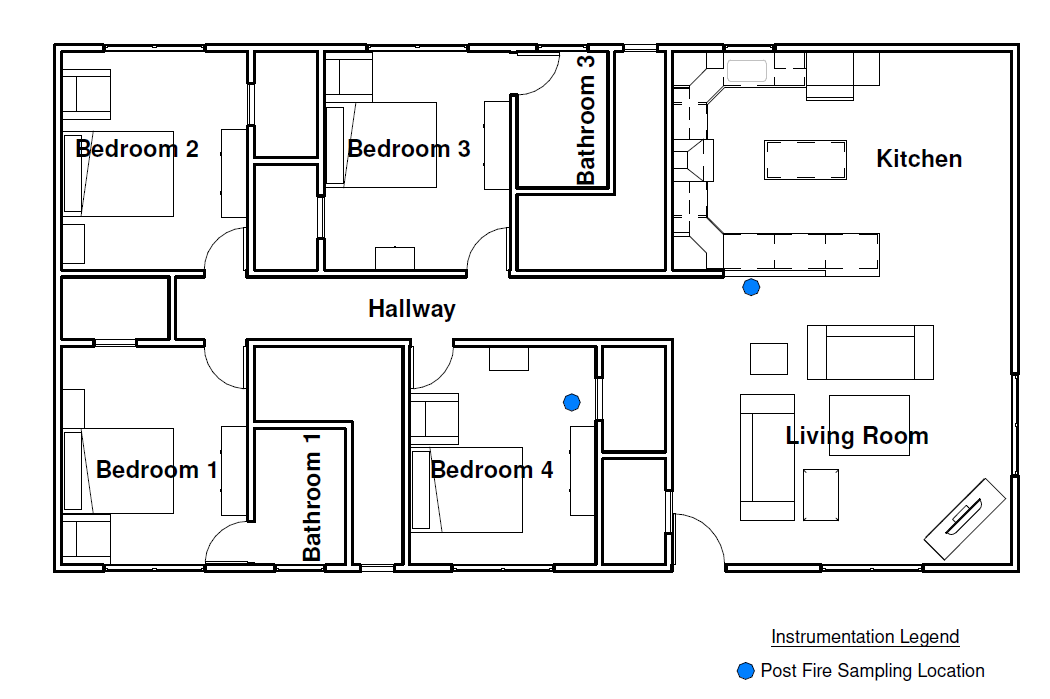 Bedroom 2
Bedroom 3
Bathroom 3
Kitchen
Hallway
Living Room
Bedroom 1
Bathroom 1
Bedroom 4
Instrumentation Legend
Post Fire Sampling Location